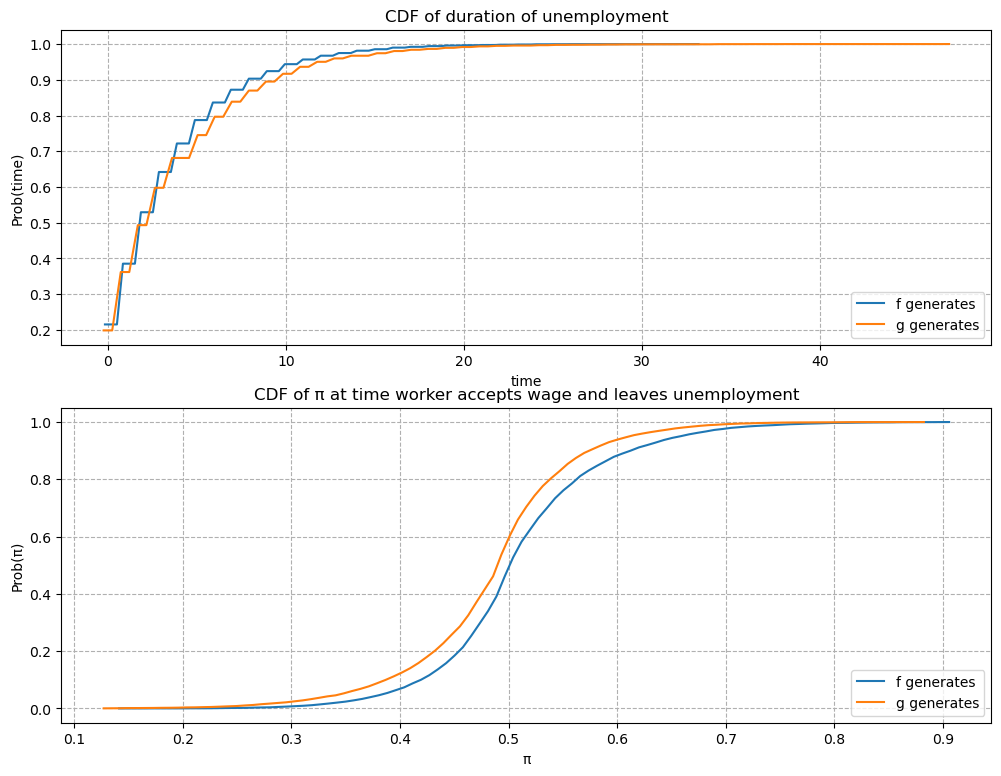 CDF of duration of unemployment
1.0
0.9
0.8
0.7
0.6
0.5
0.4
0.3
0.2
Prob(time)
0
10
20
30
40
time
f generates
g generates
CDF of π at time worker accepts wage and leaves unemployment
1.0
0.8
0.6
0.4
0.2
0.0
Prob(π)
0.1
0.2
0.3
0.4
0.5
0.6
0.7
0.8
0.9
π
f generates
g generates